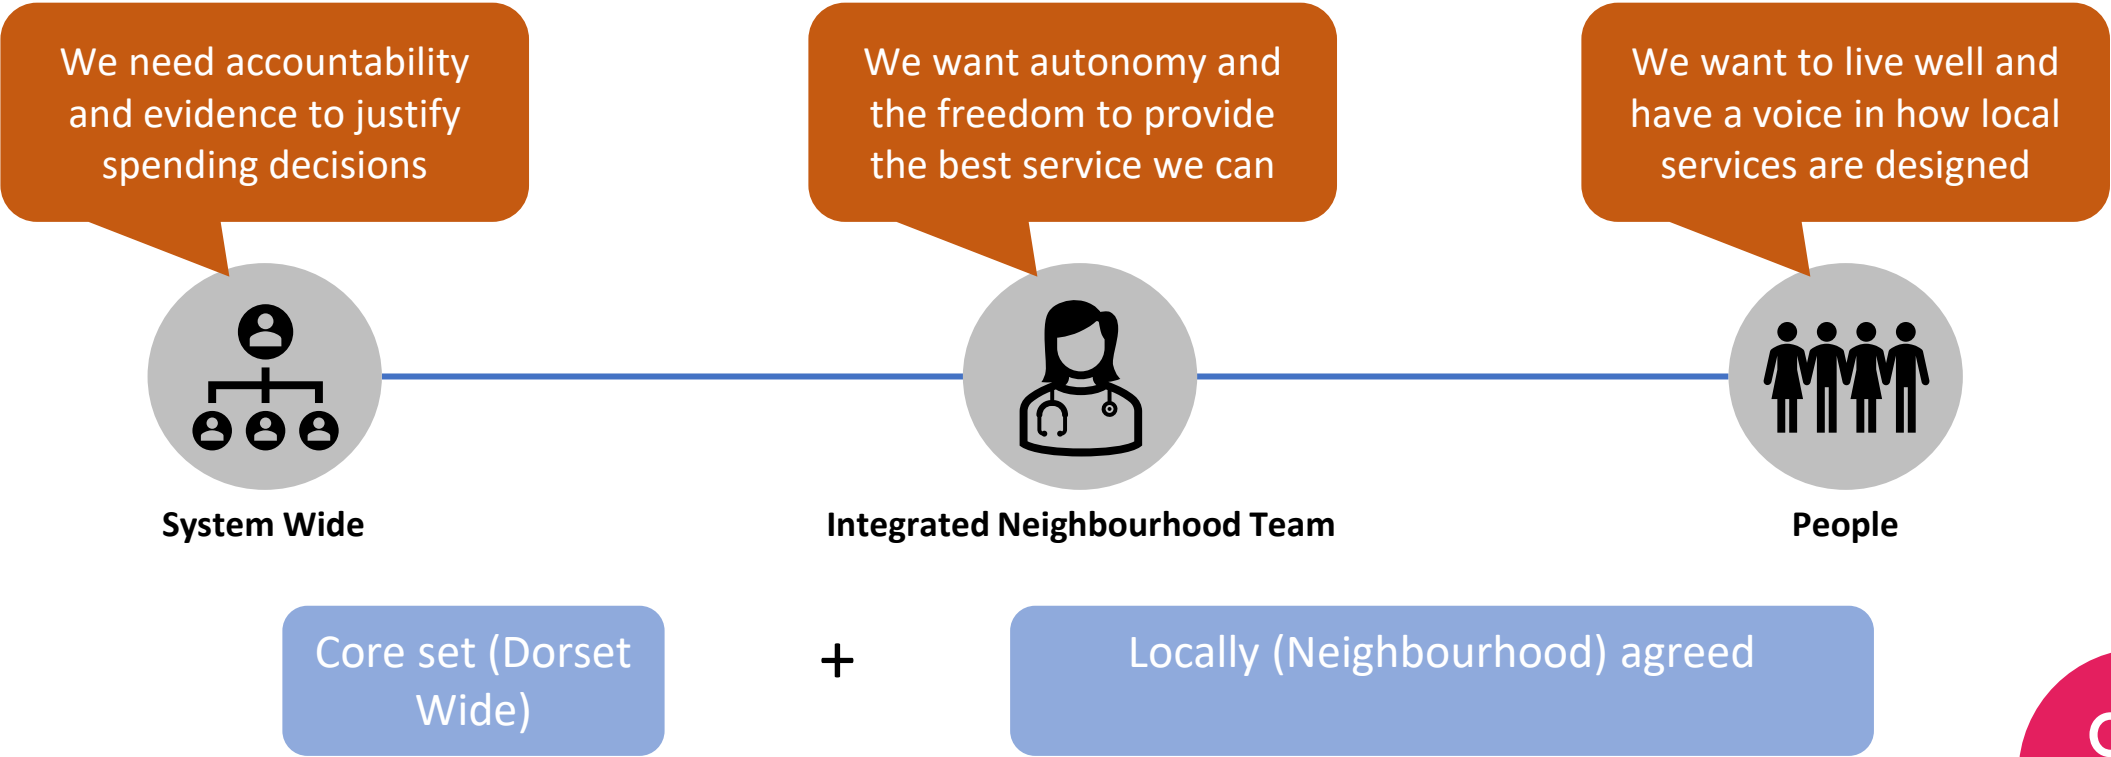 We need accountability
and evidence to justify
spending decisions
We want autonomy and
the freedom to provide
the best service we can
We want to live well and
have a voice in how local
services are designed
System Wide
Integrated Neighbourhood Team
People
Core set (Dorset
Wide)
+
Locally (Neighbourhood) agreed